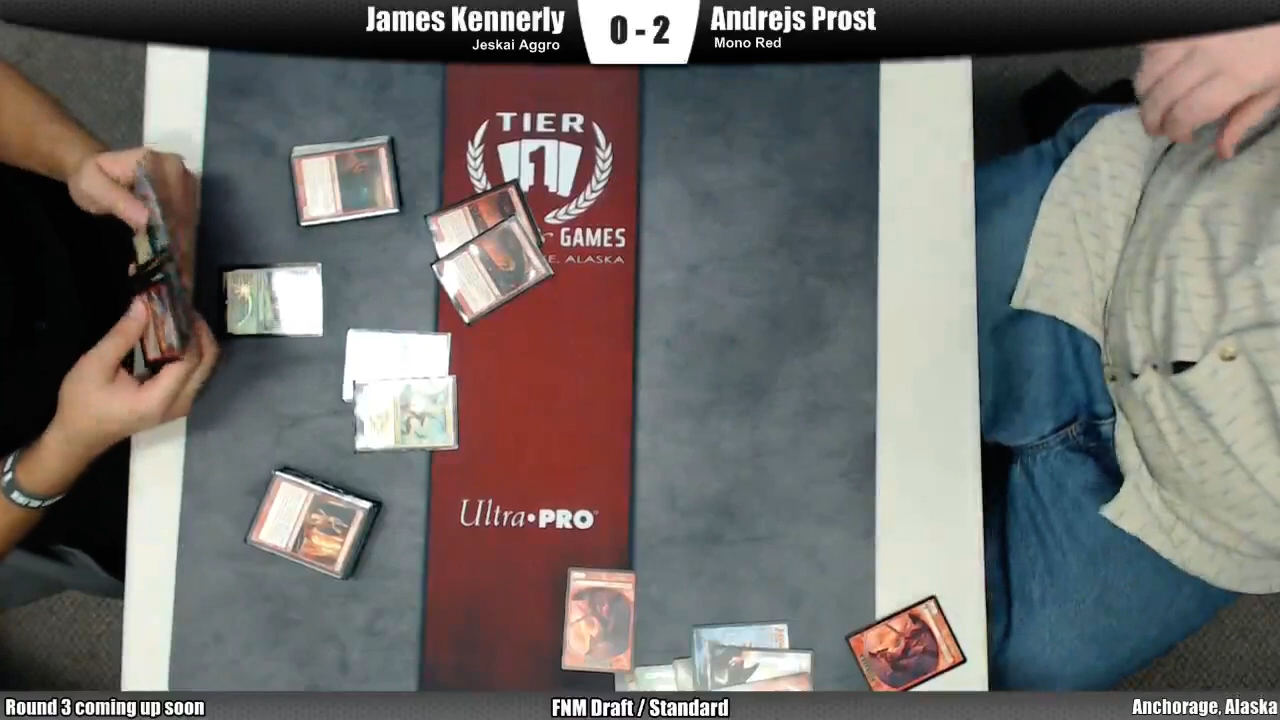 James Kennerly
Jeskai Aggro
0 - 2
Andrejs Prost
Mono Red
TIER
1
GAMES
E, ALASKA
Ultra•PRO
Round 3 coming up soon
FNM Draft / Standard
Anchorage, Alaska